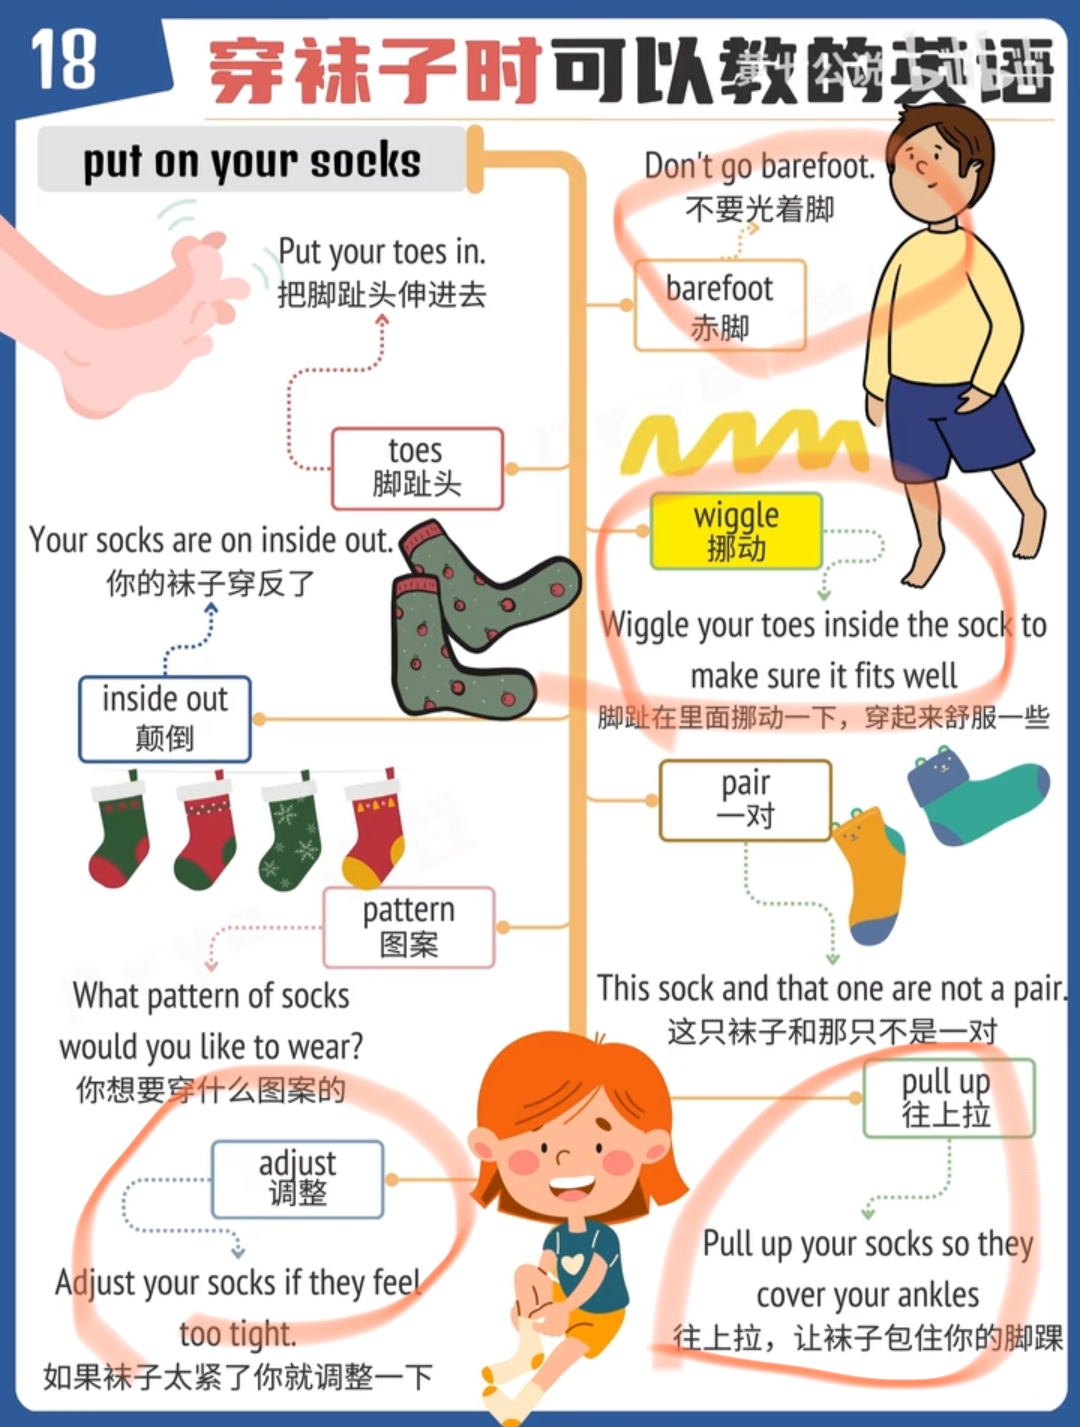 18
穿袜子时可以教的英语
put on your socks
Put your toes in.
把脚趾头伸进去
toes
脚趾头
Your socks are on inside out.
你的袜子穿反了
inside out
颠倒
pattern
图案
What pattern of socks
would you like to wear?
你想要穿什么图案的
adjust
调整
Adjust your socks if they feel
too tight.
如果袜子太紧了你就调整一下
Don't go barefoot.
不要光着脚
barefoot
赤脚
wiggle
挪动
Wiggle your toes inside the sock to
make sure it fits well
脚趾在里面挪动一下，穿起来舒服一些
pair
一对
This sock and that one are not a pair.
这只袜子和那只不是一对
pull up
往上拉
Pull up your socks so they
cover your ankles
往上拉，让袜子包住你的脚踝